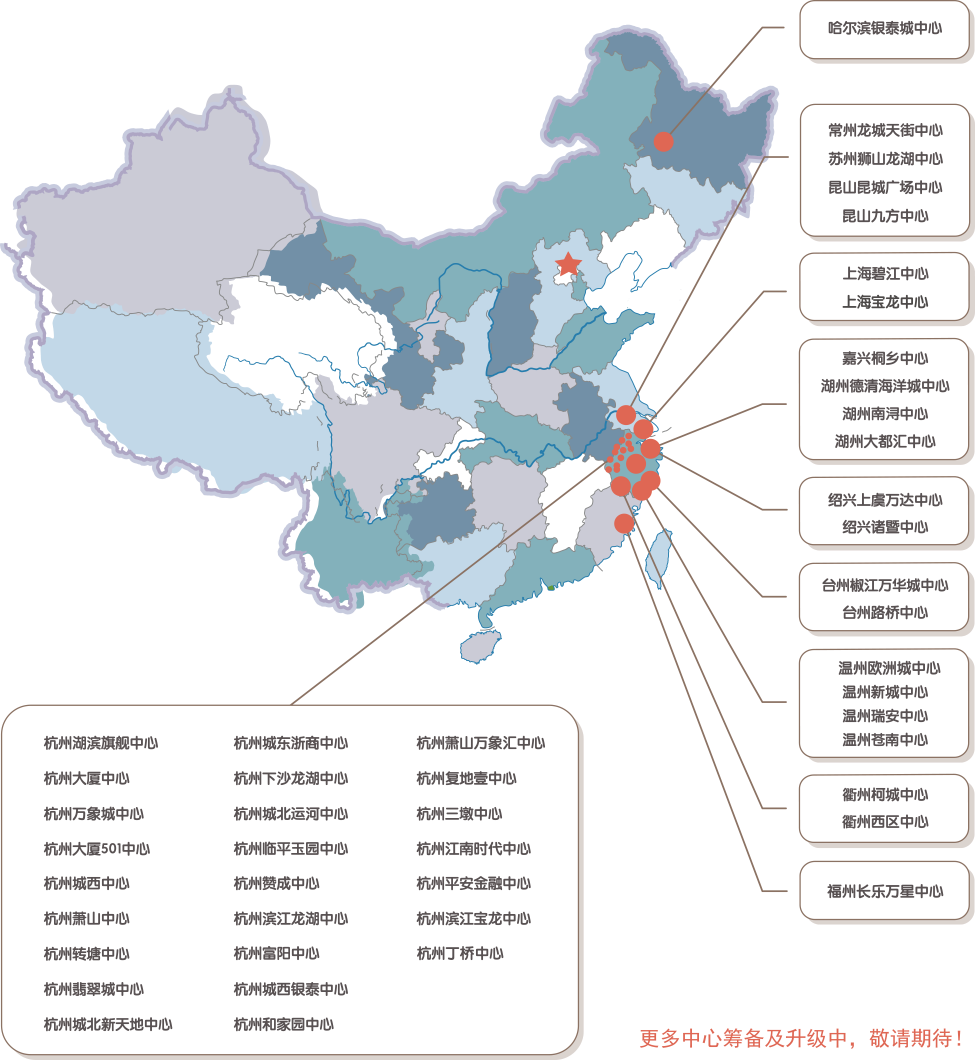 哈尔滨银泰城中心
常州龙城天街中心
苏州狮山龙湖中心
昆山昆城广场中心
昆山九方中心
上海碧江中心
上海宝龙中心
嘉兴桐乡中心
湖州德清海洋城中心
湖州南浔中心
湖州大都汇中心
绍兴上虞万达中心
绍兴诸暨中心
台州椒江万华城中心
台州路桥中心
温州欧洲城中心
温州新城中心
温州瑞安中心
温州苍南中心
衢州柯城中心
衢州西区中心
福州长乐万星中心
杭州湖滨旗舰中心
杭州大厦中心
杭州万象城中心
杭州大厦501中心
杭州城西中心
杭州萧山中心
杭州转塘中心
杭州翡翠城中心
杭州城北新天地中心
杭州城东浙商中心
杭州下沙龙湖中心
杭州城北运河中心
杭州临平玉园中心
杭州赞成中心
杭州滨江龙湖中心
杭州富阳中心
杭州城西银泰中心
杭州和家园中心
杭州萧山万象汇中心
杭州复地壹中心
杭州三墩中心
杭州江南时代中心
杭州平安金融中心
杭州滨江宝龙中心
杭州丁桥中心
更多中心筹备及升级中，敬请期待！